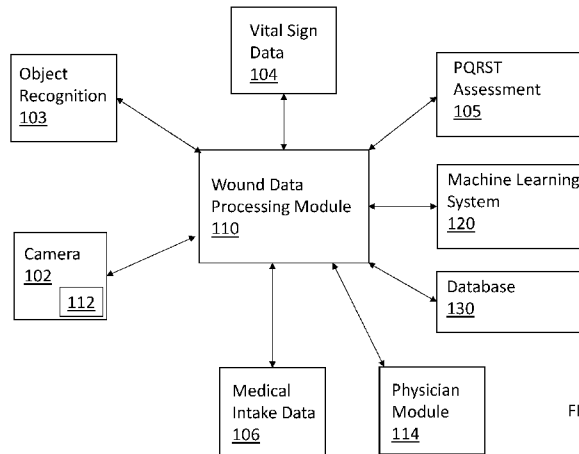 Vital Sign
Data
104
Object
Recognition
103
PQRST
Assessment
105
Wound Data
Processing Module
110
Machine Learning
System
120
Camera
102
112
Database
130
Medical
Intake Data
106
Physician
Module
114